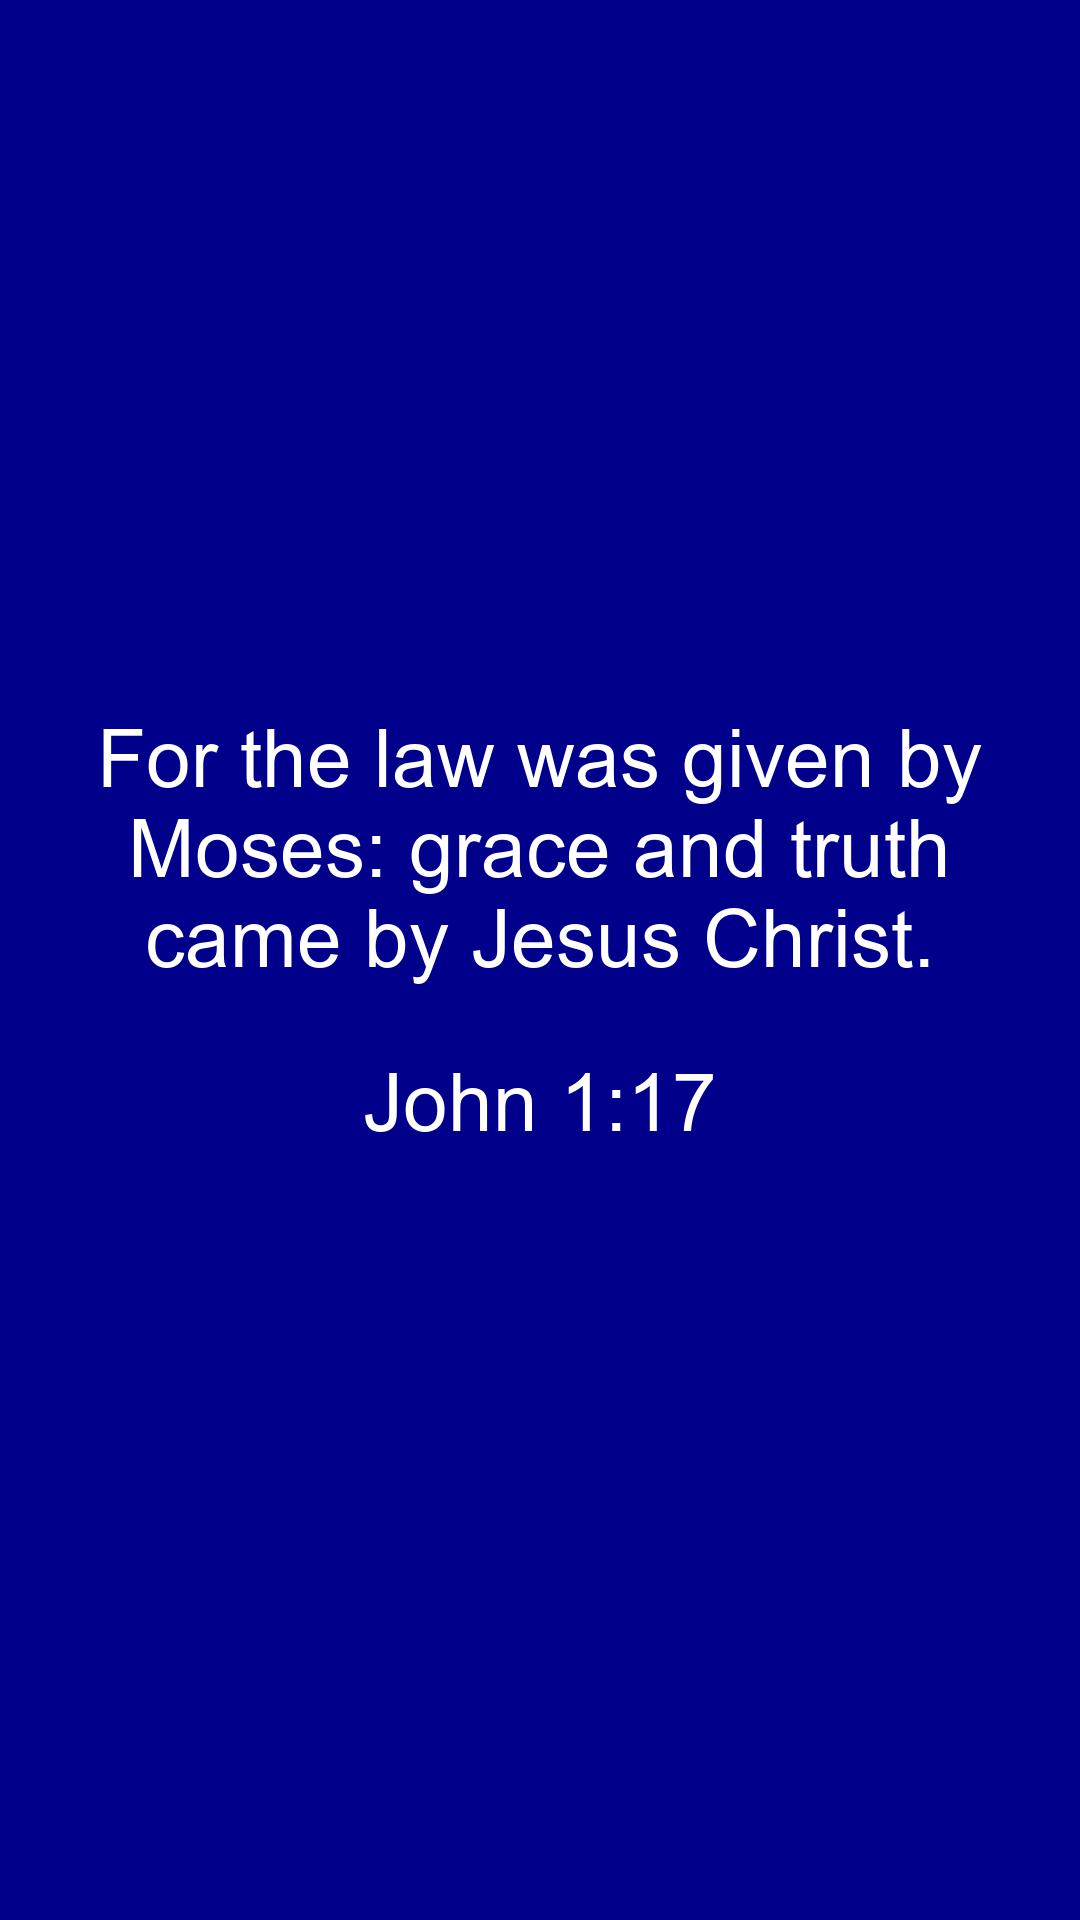 For the law was given by
Moses: grace and truth
came by Jesus Christ.
John 1:17